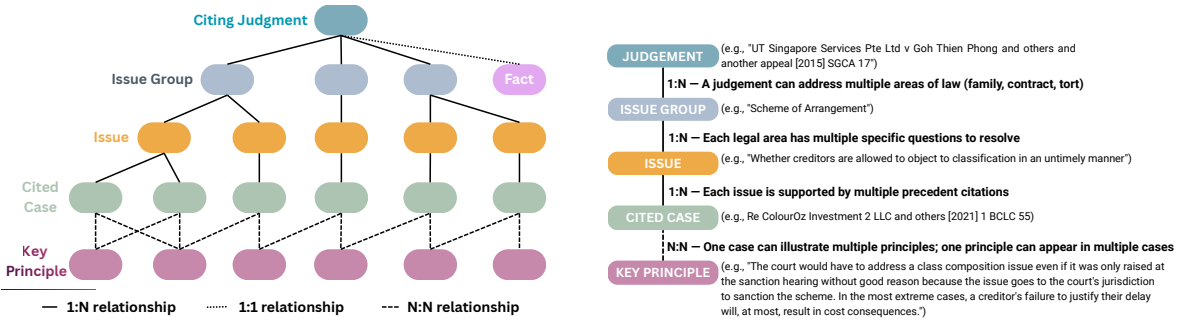 Citing Judgment
Issue Group
Fact
Issue
Cited
Case
Key
Principle
1:N relationship
1:1 relationship
N:N relationship
JUDGEMENT
(e.g., "UT Singapore Services Pte Ltd v Goh Thien Phong and others and
another appeal [2015] SGCA 17")
1:N — A judgement can address multiple areas of law (family, contract, tort)
ISSUE GROUP
(e.g., "Scheme of Arrangement")
1:N — Each legal area has multiple specific questions to resolve
ISSUE
(e.g., "Whether creditors are allowed to object to classification in an untimely manner")
1:N — Each issue is supported by multiple precedent citations
CITED CASE
(e.g., Re ColourOz Investment 2 LLC and others [2021] 1 BCLC 55)
N:N — One case can illustrate multiple principles; one principle can appear in multiple cases
KEY PRINCIPLE
(e.g., "The court would have to address a class composition issue even if it was only raised at
the sanction hearing without good reason because the issue goes to the court's jurisdiction
to sanction the scheme. In the most extreme cases, a creditor's failure to justify their delay
will, at most, result in cost consequences.")